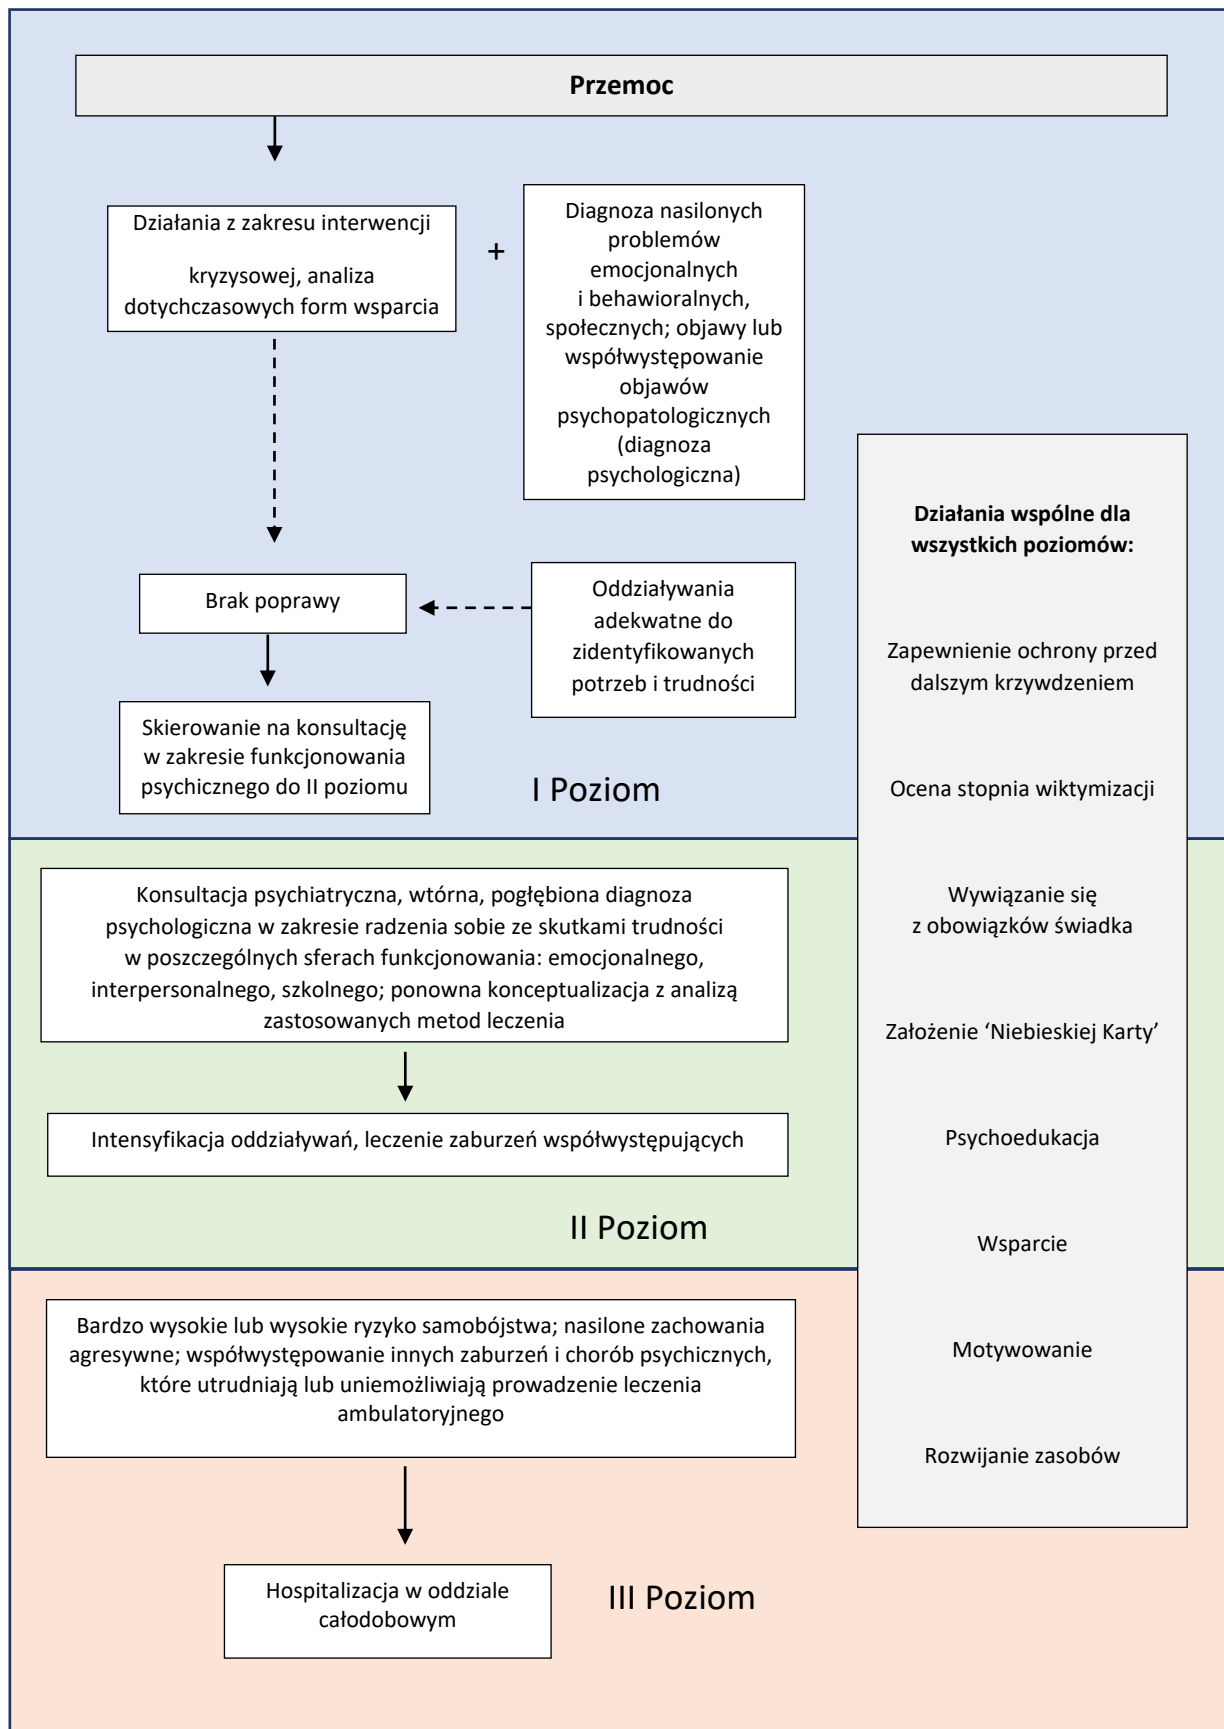 Przemoc
Działania z zakresu interwencji
kryzysowej, analiza
dotychczasowych form wsparcia
+
Diagnoza nasilonych
problemów
emocjonalnych
i behawioralnych,
społecznych; objawy lub
współwystępowanie
objawów
psychopatologicznych
(diagnoza
psychologiczna)
Brak poprawy
Oddziaływania
adekwatne do
zidentyfikowanych
potrzeb i trudności
Skierowanie na konsultację
w zakresie funkcjonowania
psychicznego do II poziomu
I Poziom
Konsultacja psychiatryczna, wtórna, pogłębiona diagnoza
psychologiczna w zakresie radzenia sobie ze skutkami trudności
w poszczególnych sferach funkcjonowania: emocjonalnego,
interpersonalnego, szkolnego; ponowna konceptualizacja z analizą
zastosowanych metod leczenia
Intensyfikacja oddziaływań, leczenie zaburzeń współwystępujących
II Poziom
Bardzo wysokie lub wysokie ryzyko samobójstwa; nasilone zachowania
agresywne; współwystępowanie innych zaburzeń i chorób psychicznych,
które utrudniają lub uniemożliwiają prowadzenie leczenia
ambulatoryjnego
Hospitalizacja w oddziale
całodobowym
III Poziom
Działania wspólne dla
wszystkich poziomów:
Zapewnienie ochrony przed
dalszym krzywdzeniem
Ocena stopnia wiktymizacji
Wywiązanie się
z obowiązków świadka
Założenie ‘Niebieskiej Karty’
Psychoedukacja
Wsparcie
Motywowanie
Rozwijanie zasobów